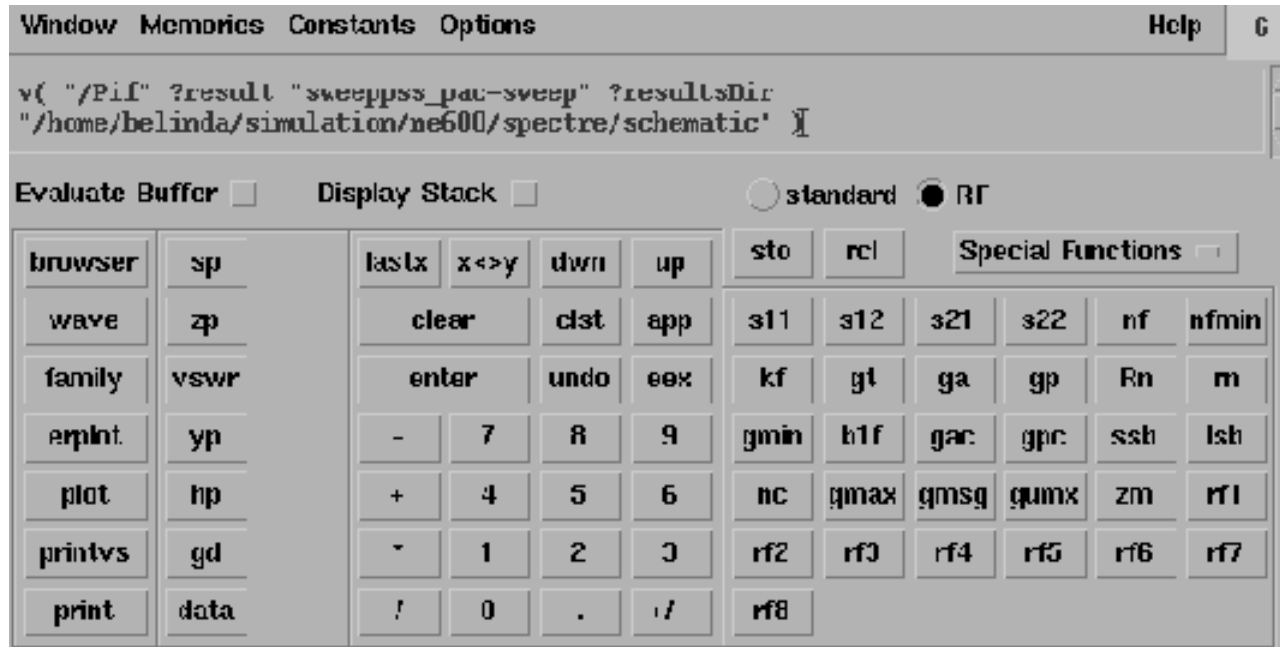 Window Memories Constants Options Help 6
v( "/Pif" ?result "sweeppss_pac-sweep" ?resultsDir
"/home/belinda/simulation/ne600/spectre/schematic" )
Evaluate Buffer Display Stack standard RF
browser sp lastx x<>y dwn up sto rcl Special Functions
wave zp clear clst app s11 s12 s21 s22 nf nfmin
family vswr enter undo eex kf gt ga gp Rn rn
erplot yp - 7 8 9 gmin b1f gac gpc ssb lsb
plot hp + 4 5 6 nc gmax gmsg gumx zm rf1
printvs gd * 1 2 3 rf2 rf3 rf4 rf5 rf6 rf7
print data / 0 . +/- rf8